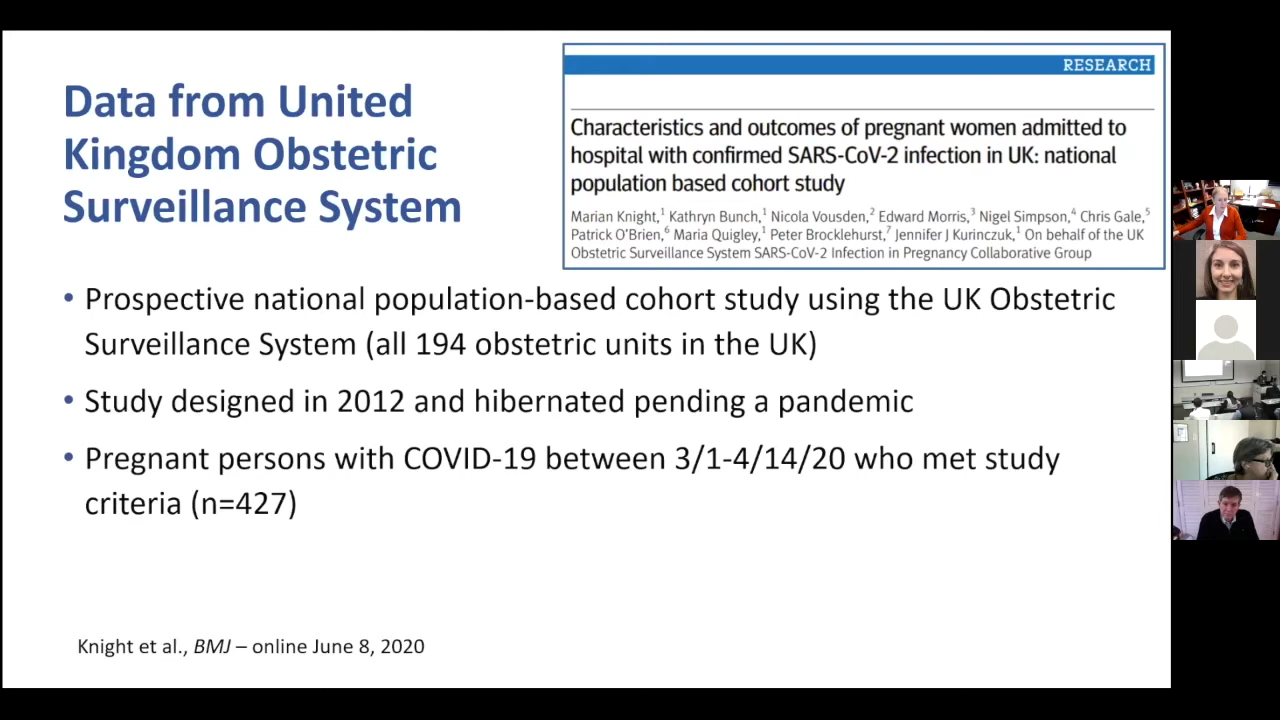 Data from United
Kingdom Obstetric
Surveillance System
RESEARCH
Characteristics and outcomes of pregnant women admitted to
hospital with confirmed SARS-CoV-2 infection in UK: national
population based cohort study
Marian Knight,1 Kathryn Bunch,1 Nicola Vousden,2 Edward Morris,3 Nigel Simpson,4 Chris Gale,5
Patrick O'Brien,6 Maria Quigley,1 Peter Brocklehurst,7 Jennifer J Kurinczuk,1 On behalf of the UK
Obstetric Surveillance System SARS-CoV-2 Infection in Pregnancy Collaborative Group
• Prospective national population-based cohort study using the UK Obstetric
Surveillance System (all 194 obstetric units in the UK)
• Study designed in 2012 and hibernated pending a pandemic
• Pregnant persons with COVID-19 between 3/1-4/14/20 who met study
criteria (n=427)
Knight et al., BMJ – online June 8, 2020